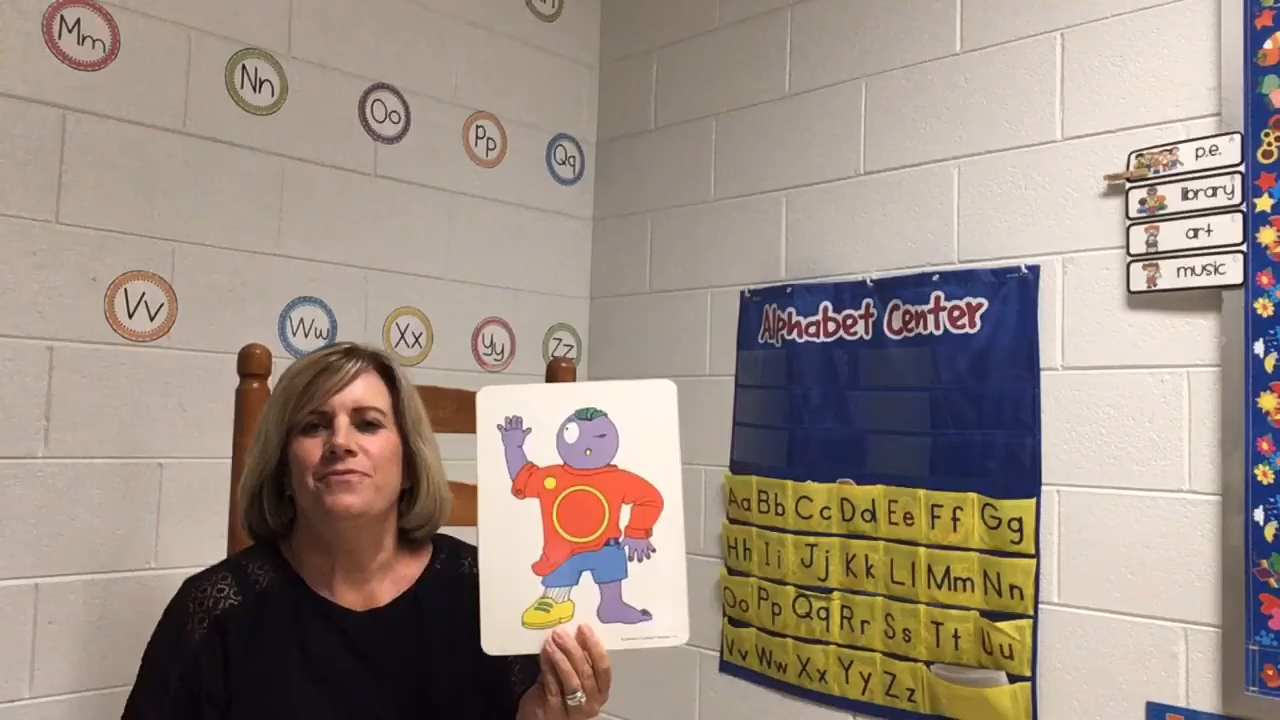 Mm
Nn
Oo
Pp
Qq
Vv
Ww
Xx
Yy
Zz
p.e.
library
art
music
Alphabet Center
Aa Bb Cc Dd Ee Ff Gg
Hh Ii Jj Kk Ll Mm Nn
Oo Pp Qq Rr Ss Tt Uu
Vv Ww Xx Yy Zz